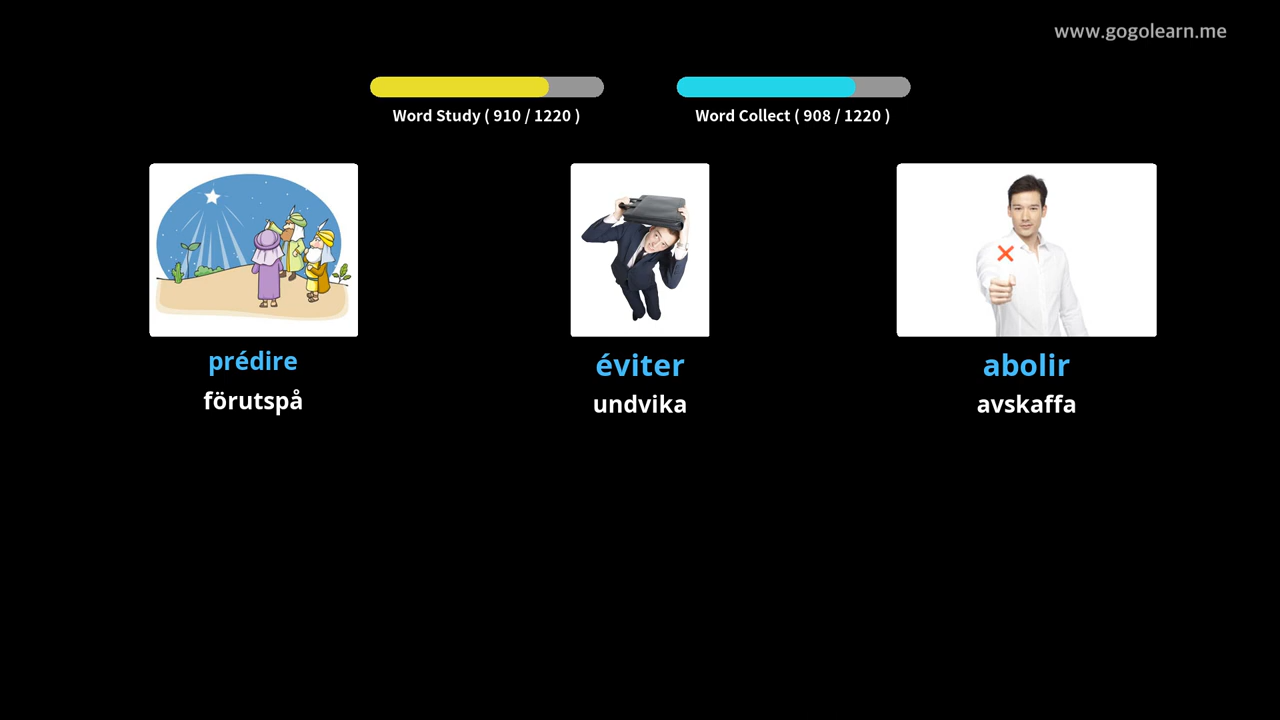 www.gogolearn.me
Word Study ( 910 / 1220 )
Word Collect ( 908 / 1220 )
prédire
förutspå
éviter
undvika
abolir
avskaffa